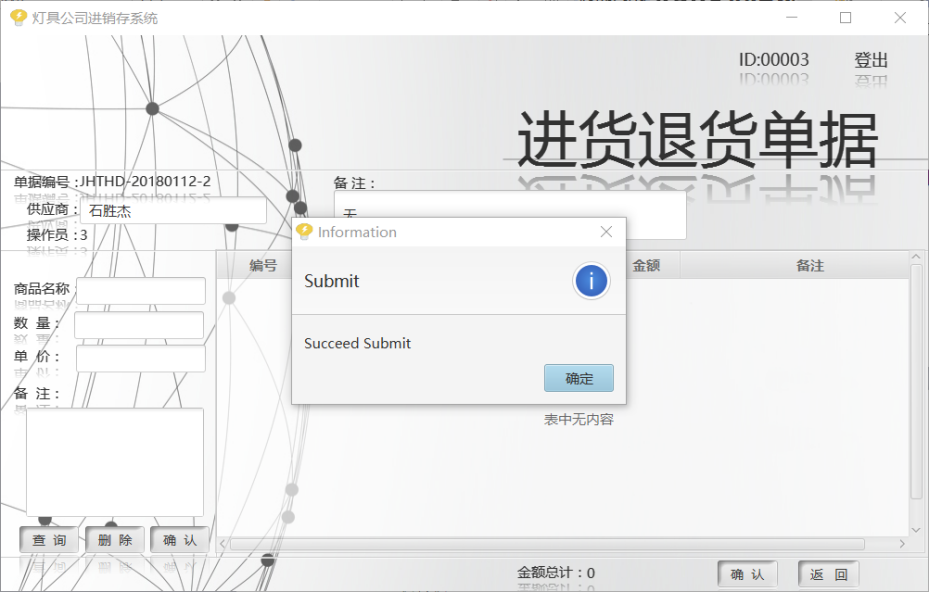 灯具公司进销存系统
ID:00003 登出
进货退货单据
单据编号:JHTHD-20180112-2
备注:
供应商: 石胜杰
无
操作员:3
Information
编号 金额 备注
Submit
商品名称
数 量:
Succeed Submit
单 价:
确定
备 注:
表中无内容
查 询 删 除 确 认
金额总计:0 确 认 返 回